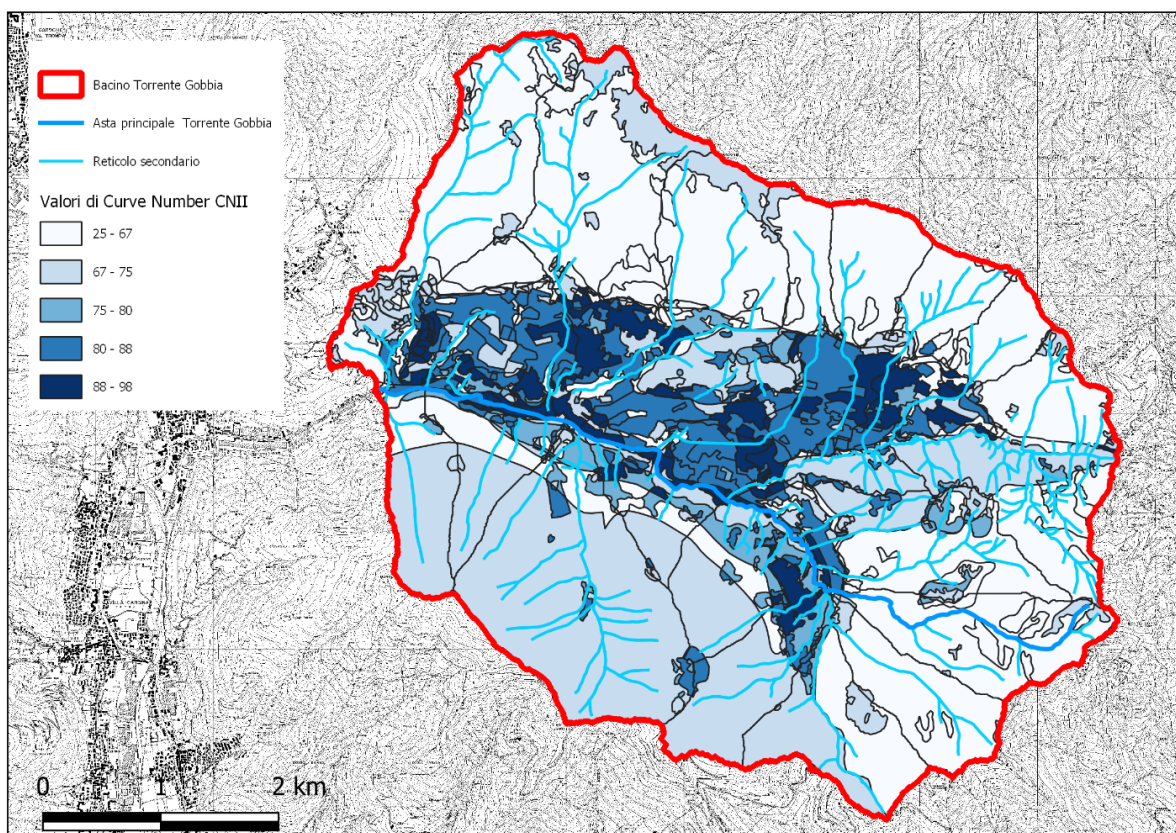 Bacino Torrente Gobbia
Asta principale Torrente Gobbia
Reticolo secondario
Valori di Curve Number CNII
25 - 67
67 - 75
75 - 80
80 - 88
88 - 98
0 1 2 km